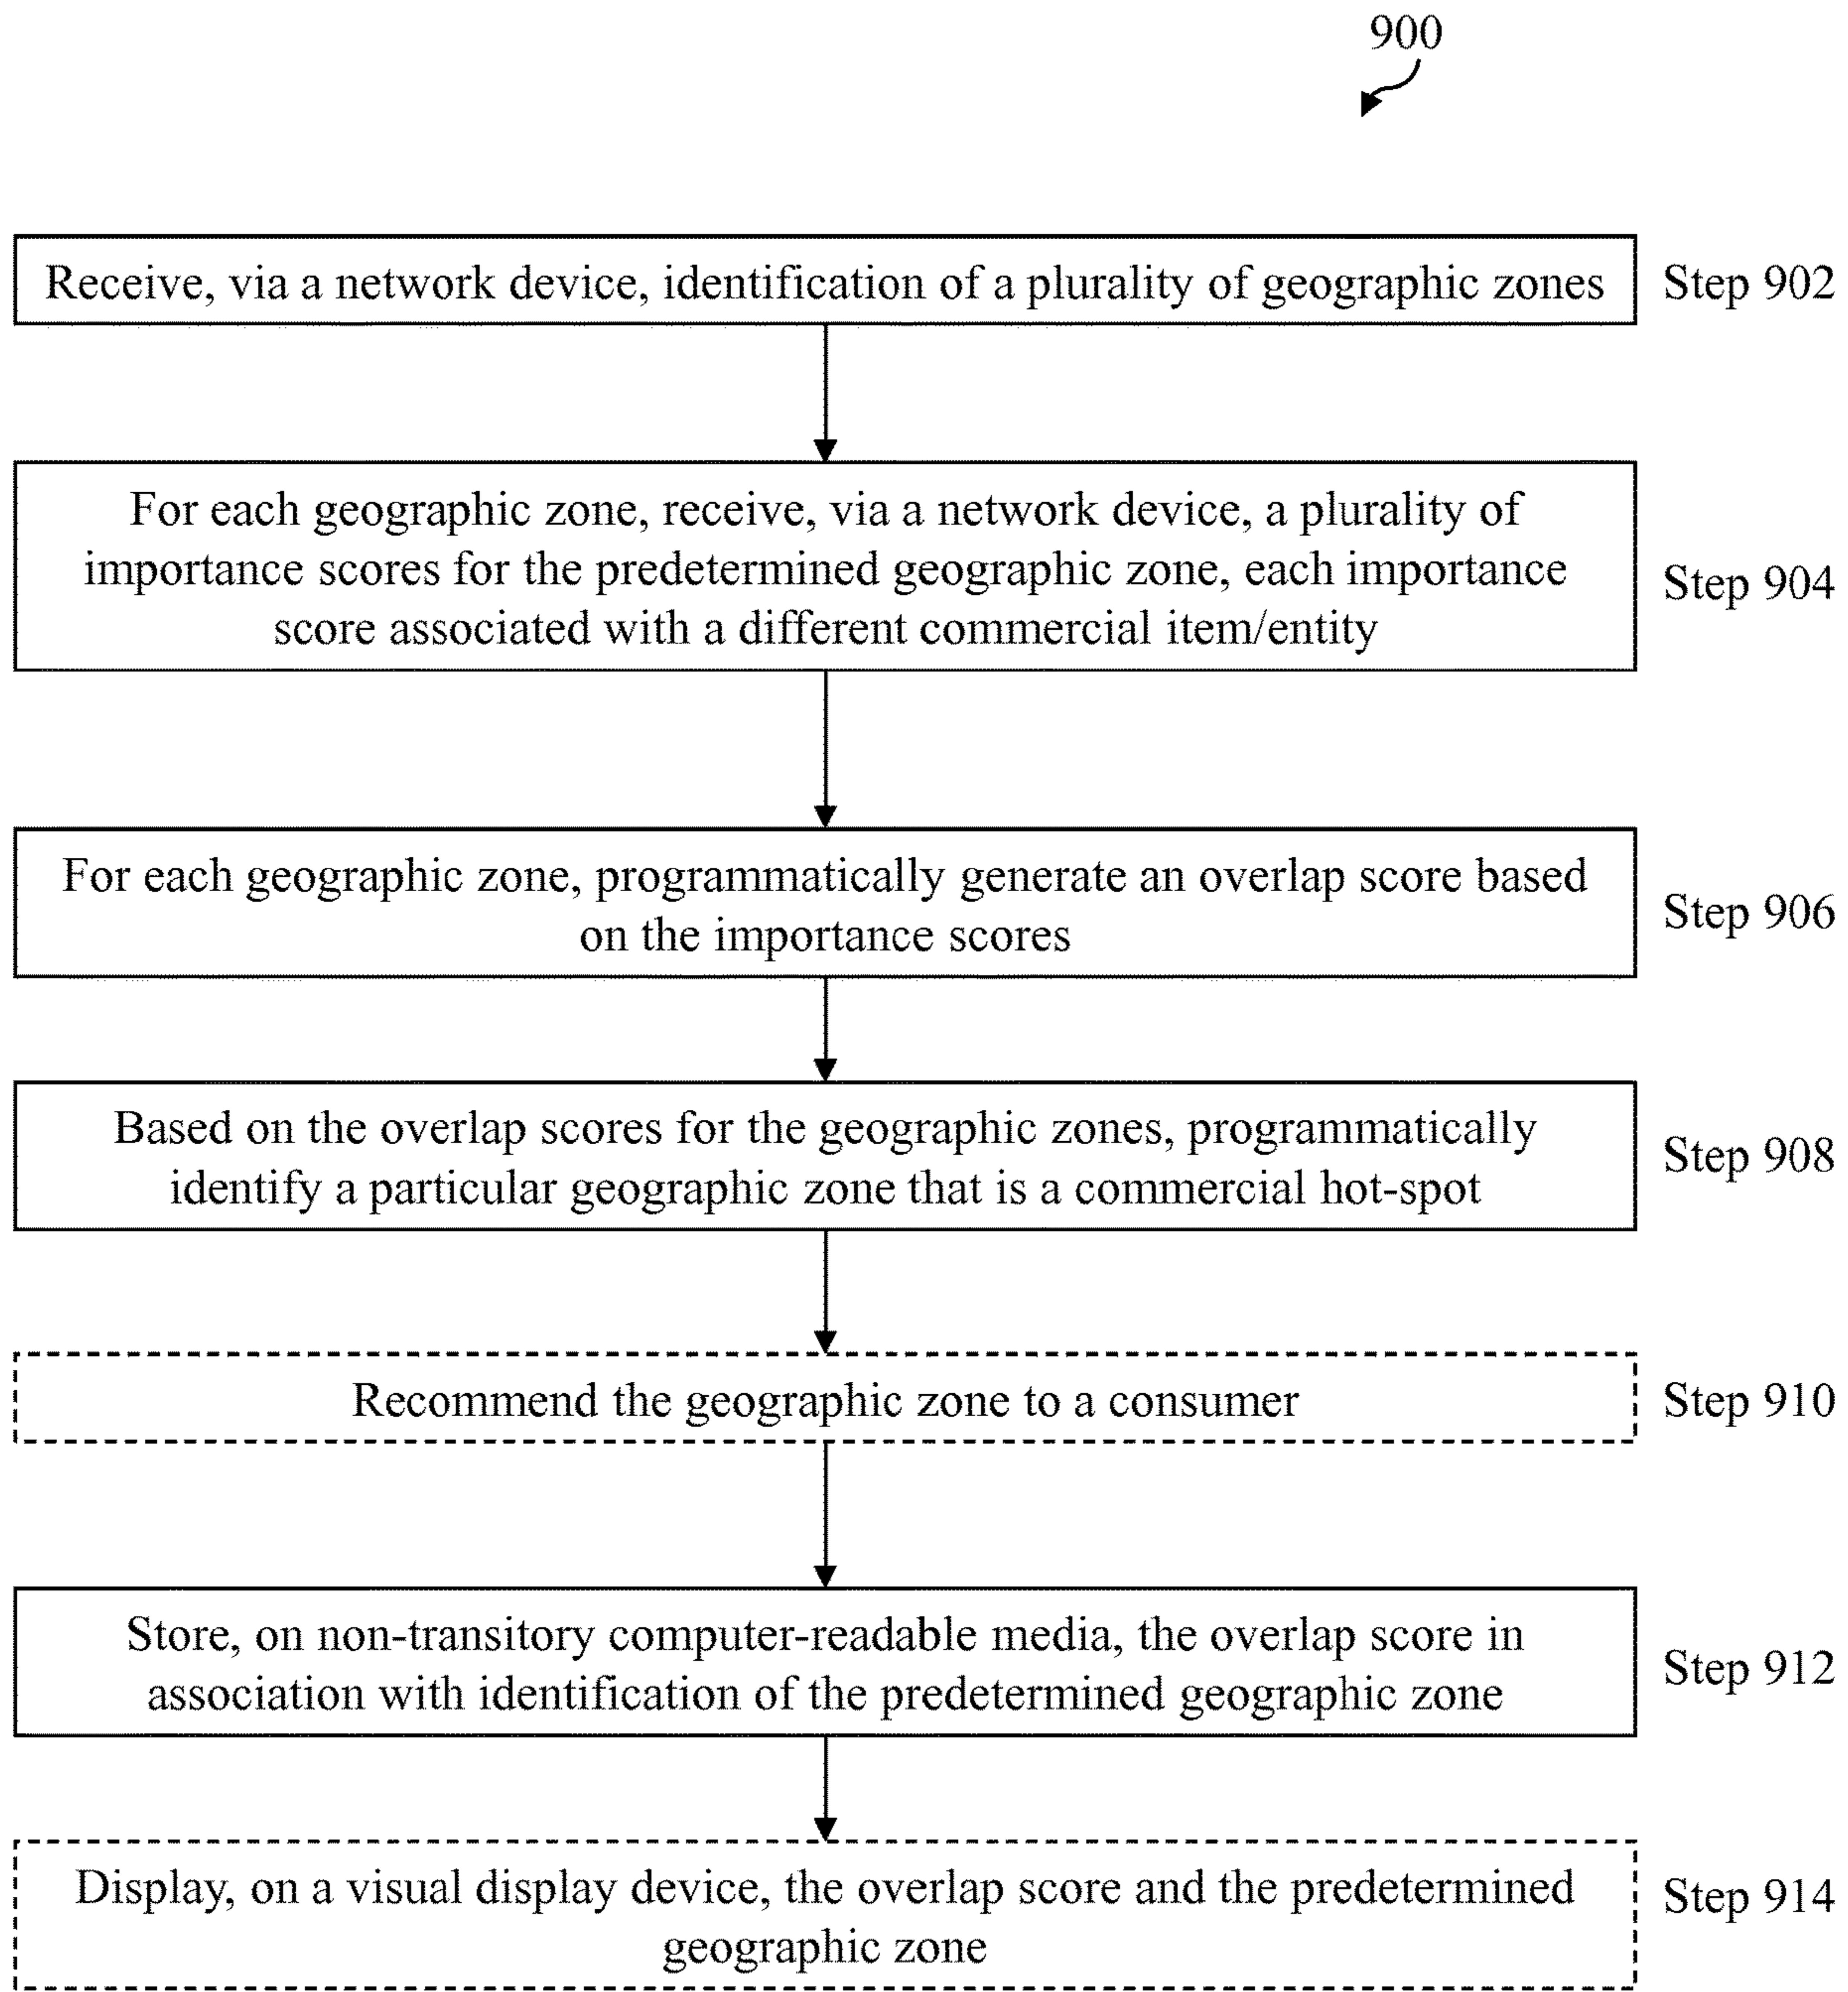 900
Receive, via a network device, identification of a plurality of geographic zones
Step 902
For each geographic zone, receive, via a network device, a plurality of
importance scores for the predetermined geographic zone, each importance
score associated with a different commercial item/entity
Step 904
For each geographic zone, programmatically generate an overlap score based
on the importance scores
Step 906
Based on the overlap scores for the geographic zones, programmatically
identify a particular geographic zone that is a commercial hot-spot
Step 908
Recommend the geographic zone to a consumer
Step 910
Store, on non-transitory computer-readable media, the overlap score in
association with identification of the predetermined geographic zone
Step 912
Display, on a visual display device, the overlap score and the predetermined
geographic zone
Step 914